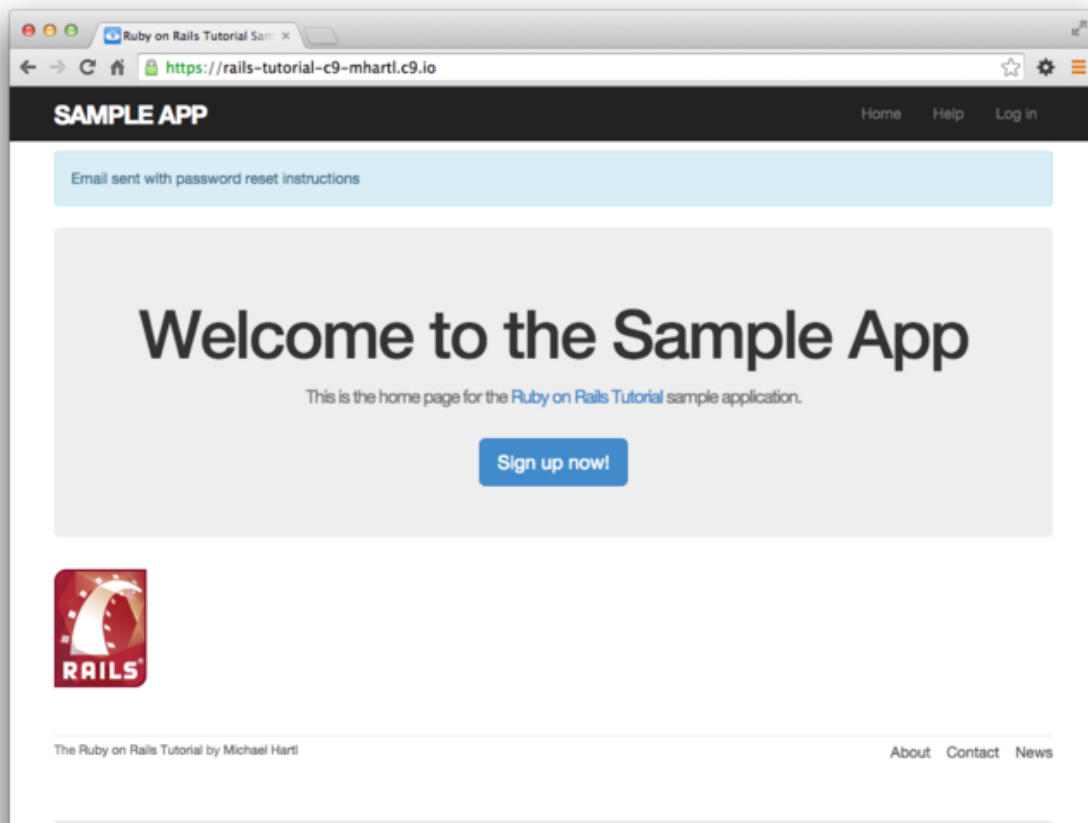 Ruby on Rails Tutorial Sam
https://rails-tutorial-c9-mhartl.c9.io
SAMPLE APP
Home Help Log in
Email sent with password reset instructions
Welcome to the Sample App
This is the home page for the Ruby on Rails Tutorial sample application.
Sign up now!
RAILS
The Ruby on Rails Tutorial by Michael Hartl
About Contact News